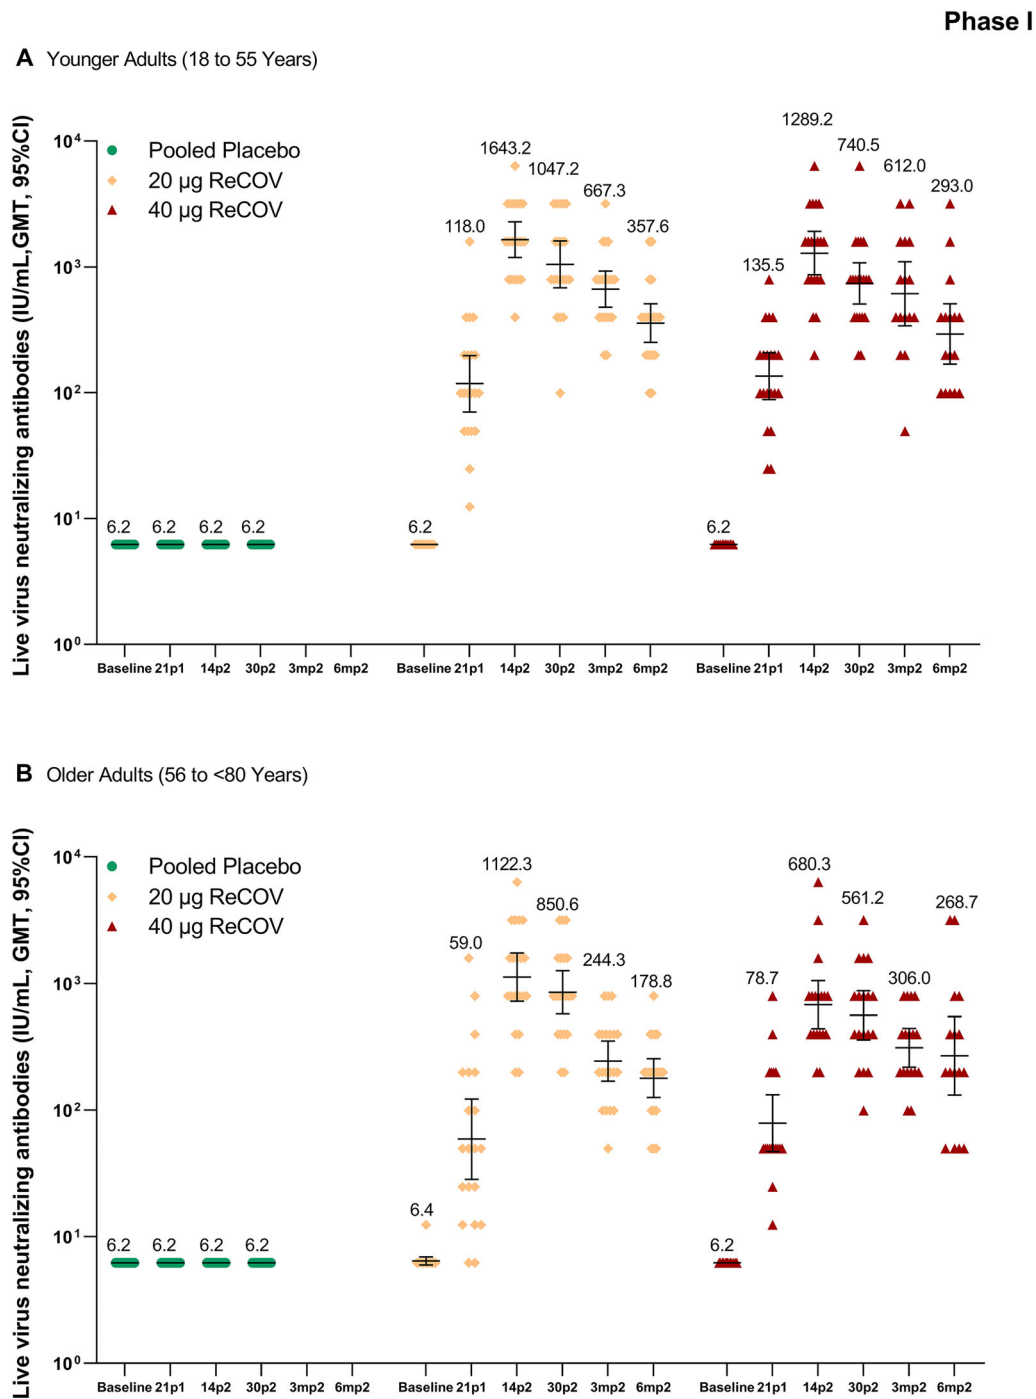 Phase I
A Younger Adults (18 to 55 Years)
Live virus neutralizing antibodies (IU/mL,GMT, 95%CI)
10⁴
10³
10²
10¹
10⁰
Pooled Placebo
20 µg ReCOV
40 µg ReCOV
6.2 6.2 6.2 6.2
6.2 118.0 1643.2 1047.2 667.3 357.6
6.2 135.5 1289.2 740.5 612.0 293.0
Baseline 21p1 14p2 30p2 3mp2 6mp2 Baseline 21p1 14p2 30p2 3mp2 6mp2 Baseline 21p1 14p2 30p2 3mp2 6mp2
B Older Adults (56 to <80 Years)
Live virus neutralizing antibodies (IU/mL, GMT, 95%CI)
10⁴
10³
10²
10¹
10⁰
Pooled Placebo
20 µg ReCOV
40 µg ReCOV
6.2 6.2 6.2 6.2
6.4 59.0 1122.3 850.6 244.3 178.8
6.2 78.7 680.3 561.2 306.0 268.7
Baseline 21p1 14p2 30p2 3mp2 6mp2 Baseline 21p1 14p2 30p2 3mp2 6mp2 Baseline 21p1 14p2 30p2 3mp2 6mp2